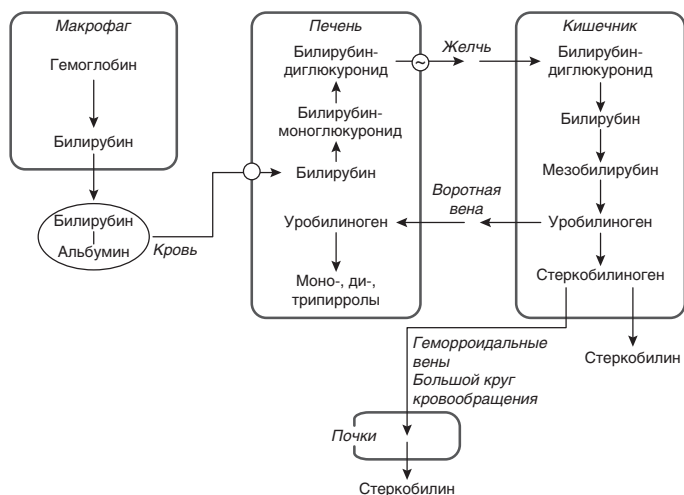 Макрофаг
Гемоглобин
Билирубин
Билирубин
Альбумин
Кровь
Печень
Билирубин-
диглюкуронид
Билирубин-
моноглюкуронид
Билирубин
Уробилиноген
Моно-, ди-,
трипирролы
~
Желчь
Воротная
вена
Кишечник
Билирубин-
диглюкуронид
Билирубин
Мезобилирубин
Уробилиноген
Стеркобилиноген
Стеркобилин
Геморроидальные
вены
Большой круг
кровообращения
Почки
Стеркобилин